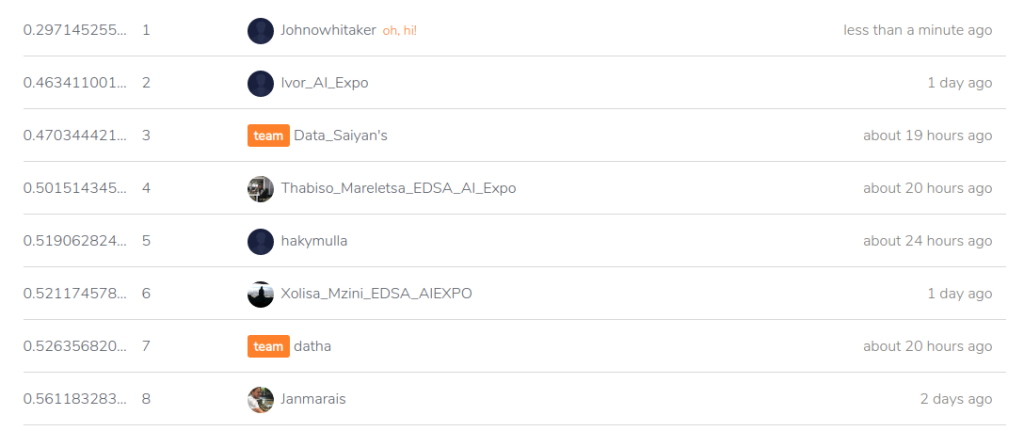 0.297145255... 1 Johnowhitaker oh, hi! less than a minute ago
0.463411001... 2 Ivor_AI_Expo 1 day ago
0.470344421... 3 team Data_Saiyan's about 19 hours ago
0.501514345... 4 Thabiso_Mareletsa_EDSA_AI_Expo about 20 hours ago
0.519062824... 5 hakymulla about 24 hours ago
0.521174578... 6 Xolisa_Mzini_EDSA_AIEXPO 1 day ago
0.526356820... 7 team datha about 20 hours ago
0.561183283... 8 Janmarais 2 days ago